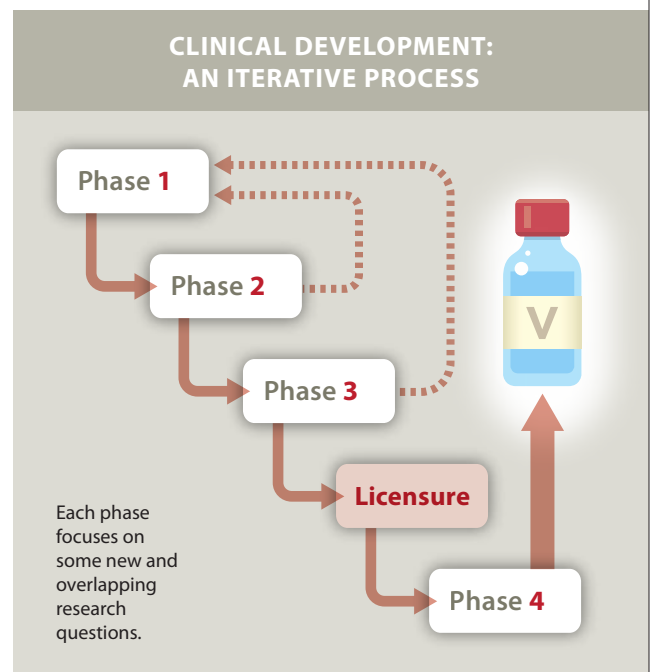 CLINICAL DEVELOPMENT:
AN ITERATIVE PROCESS
Phase 1
Phase 2
Phase 3
Licensure
Phase 4
V
Each phase
focuses on
some new and
overlapping
research
questions.